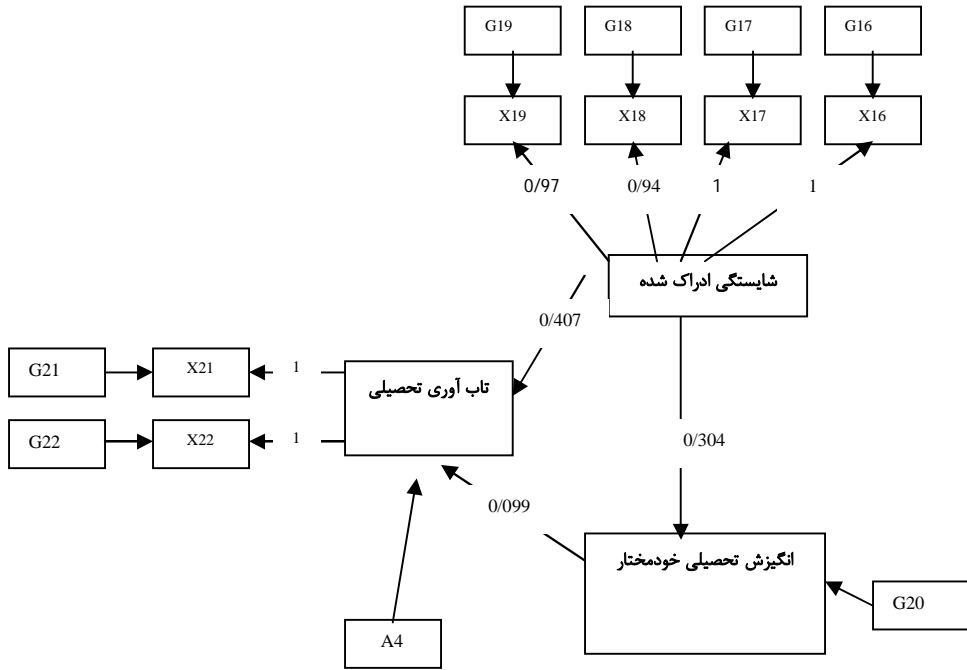 G19 G18 G17 G16
X19 X18 X17 X16
0/97 0/94 1 1
شایستگی ادراک شده
0/407
G21 X21 1 تاب آوری تحصیلی
G22 X22 1
0/304
0/099
انگیزش تحصیلی خودمختار
G20
A4